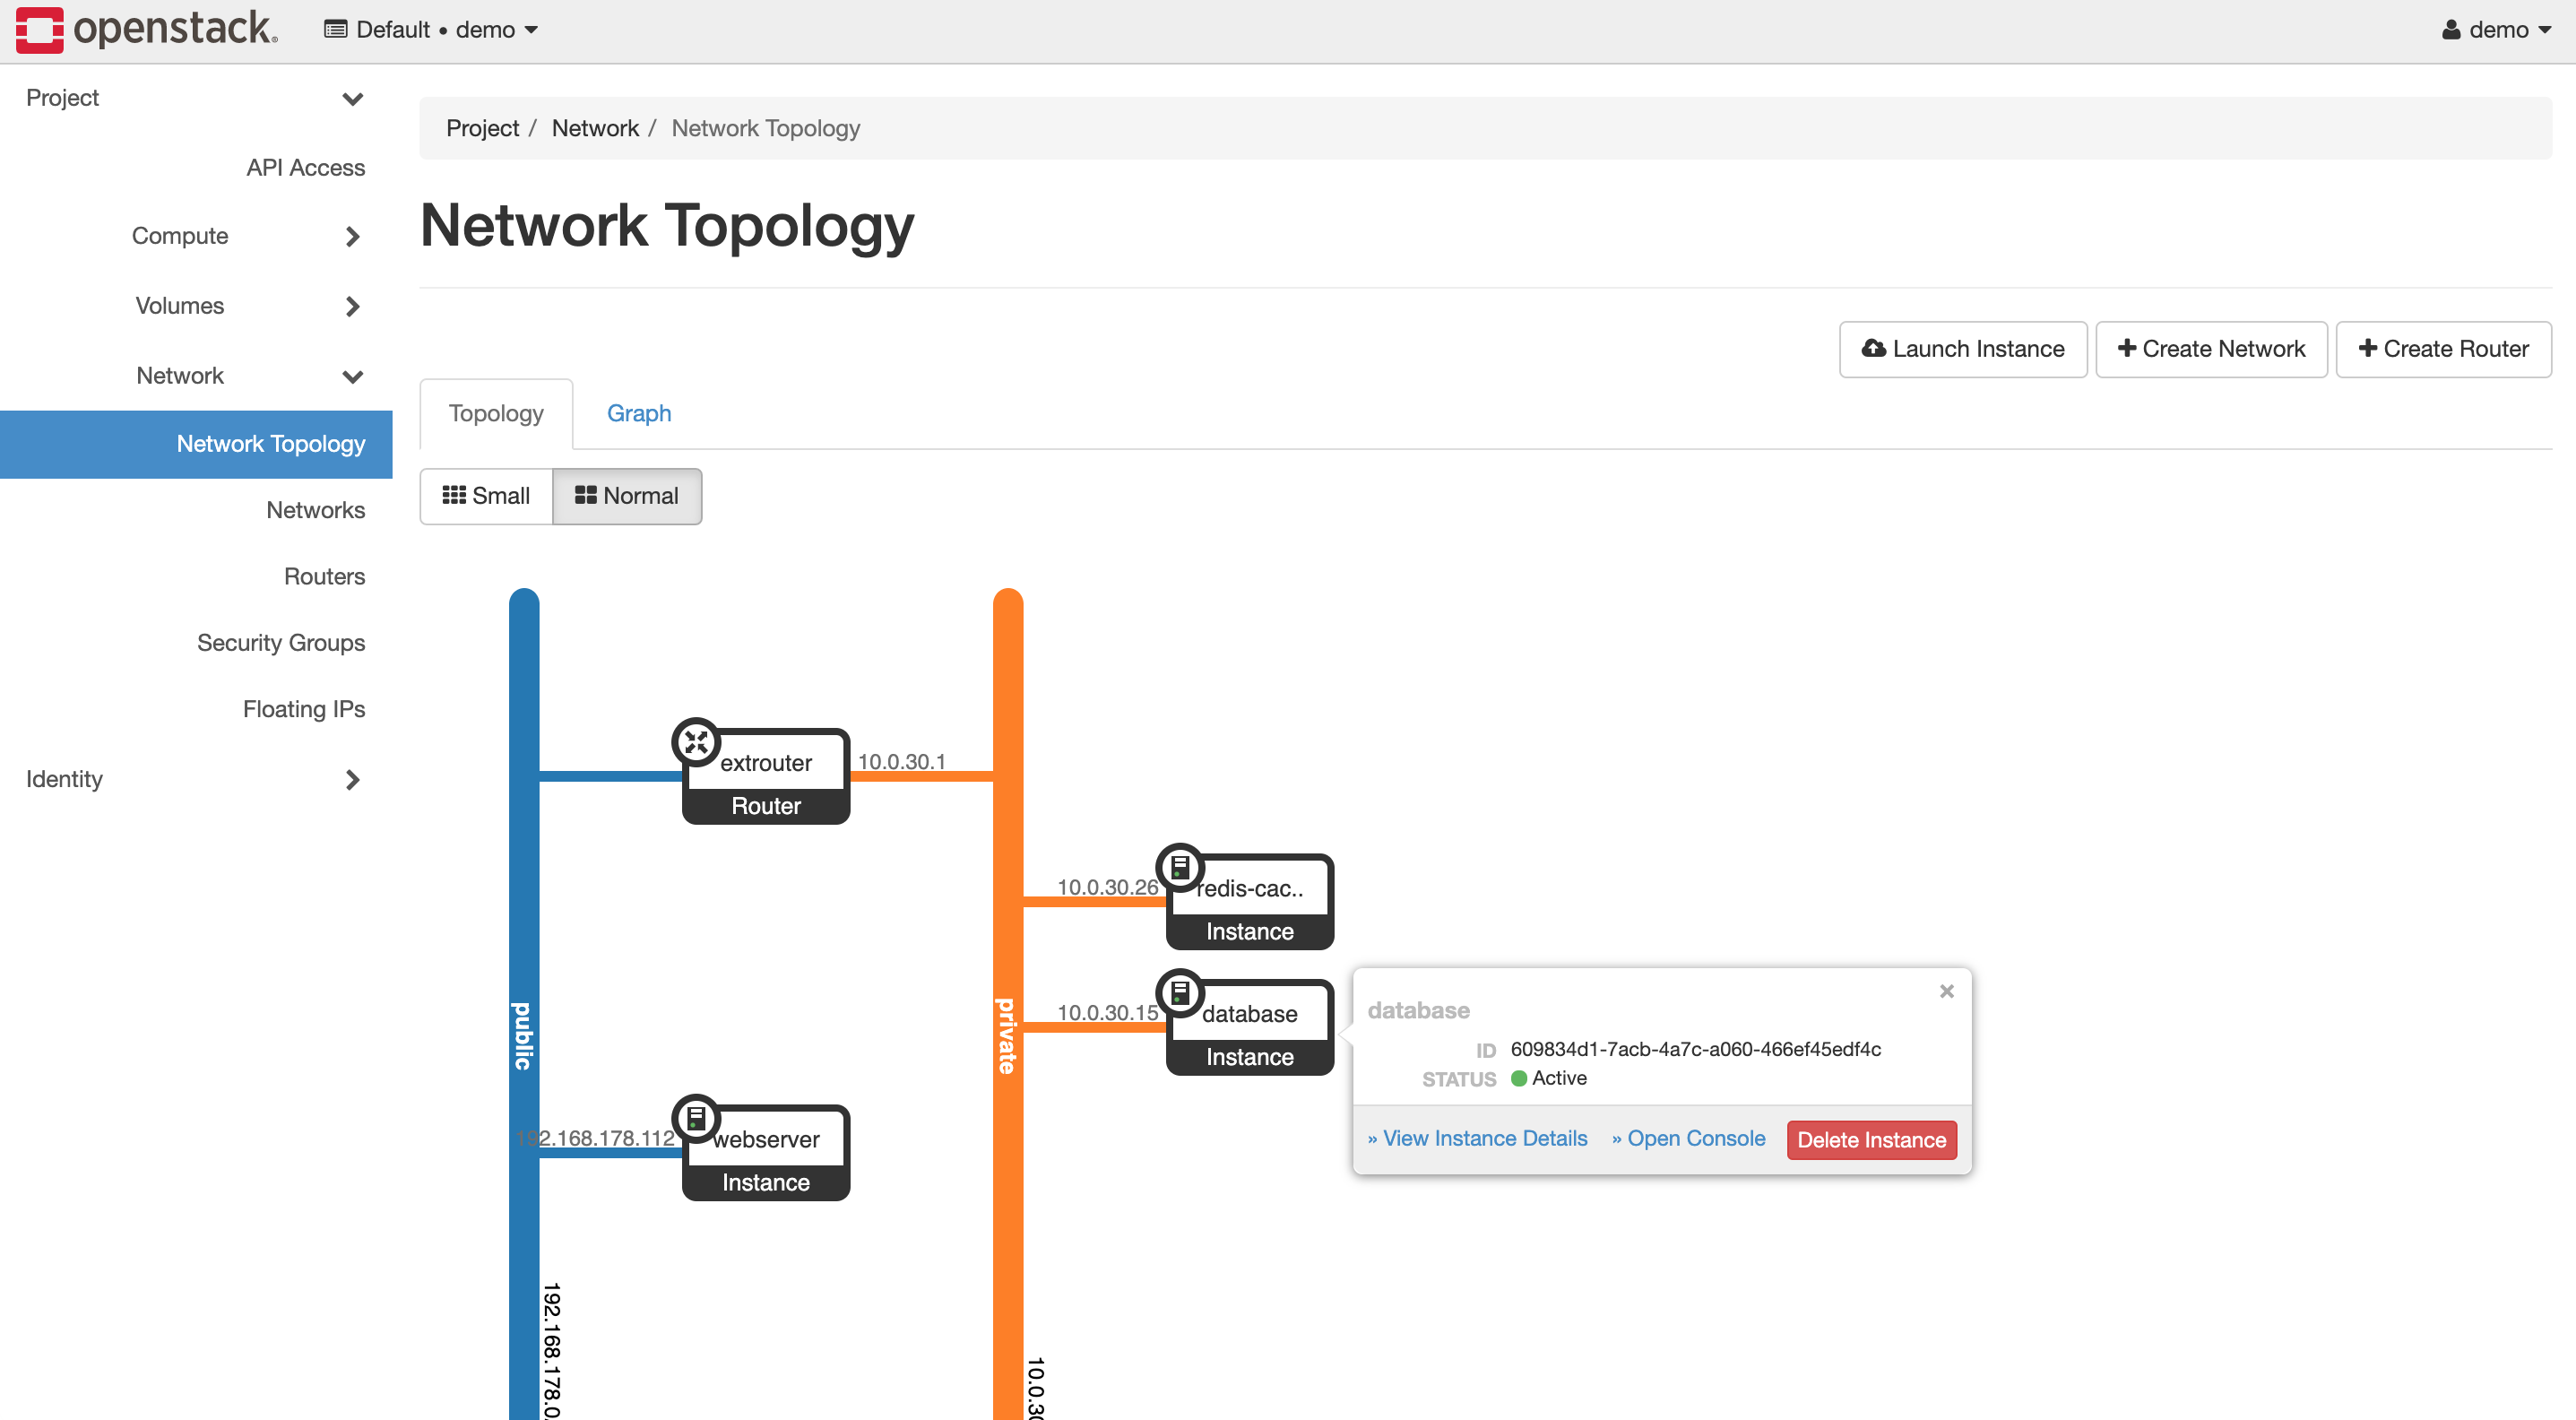 openstack.
Default • demo
demo
Project
API Access
Compute
Volumes
Network
Network Topology
Networks
Routers
Security Groups
Floating IPs
Identity
Project / Network / Network Topology
Network Topology
Launch Instance
Create Network
Create Router
Topology
Graph
Small
Normal
public
192.168.178.0
private
10.0.30
extrouter
Router
10.0.30.1
10.0.30.26
redis-cac..
Instance
10.0.30.15
database
Instance
192.168.178.112
webserver
Instance
database
ID 609834d1-7acb-4a7c-a060-466ef45edf4c
STATUS Active
» View Instance Details » Open Console Delete Instance